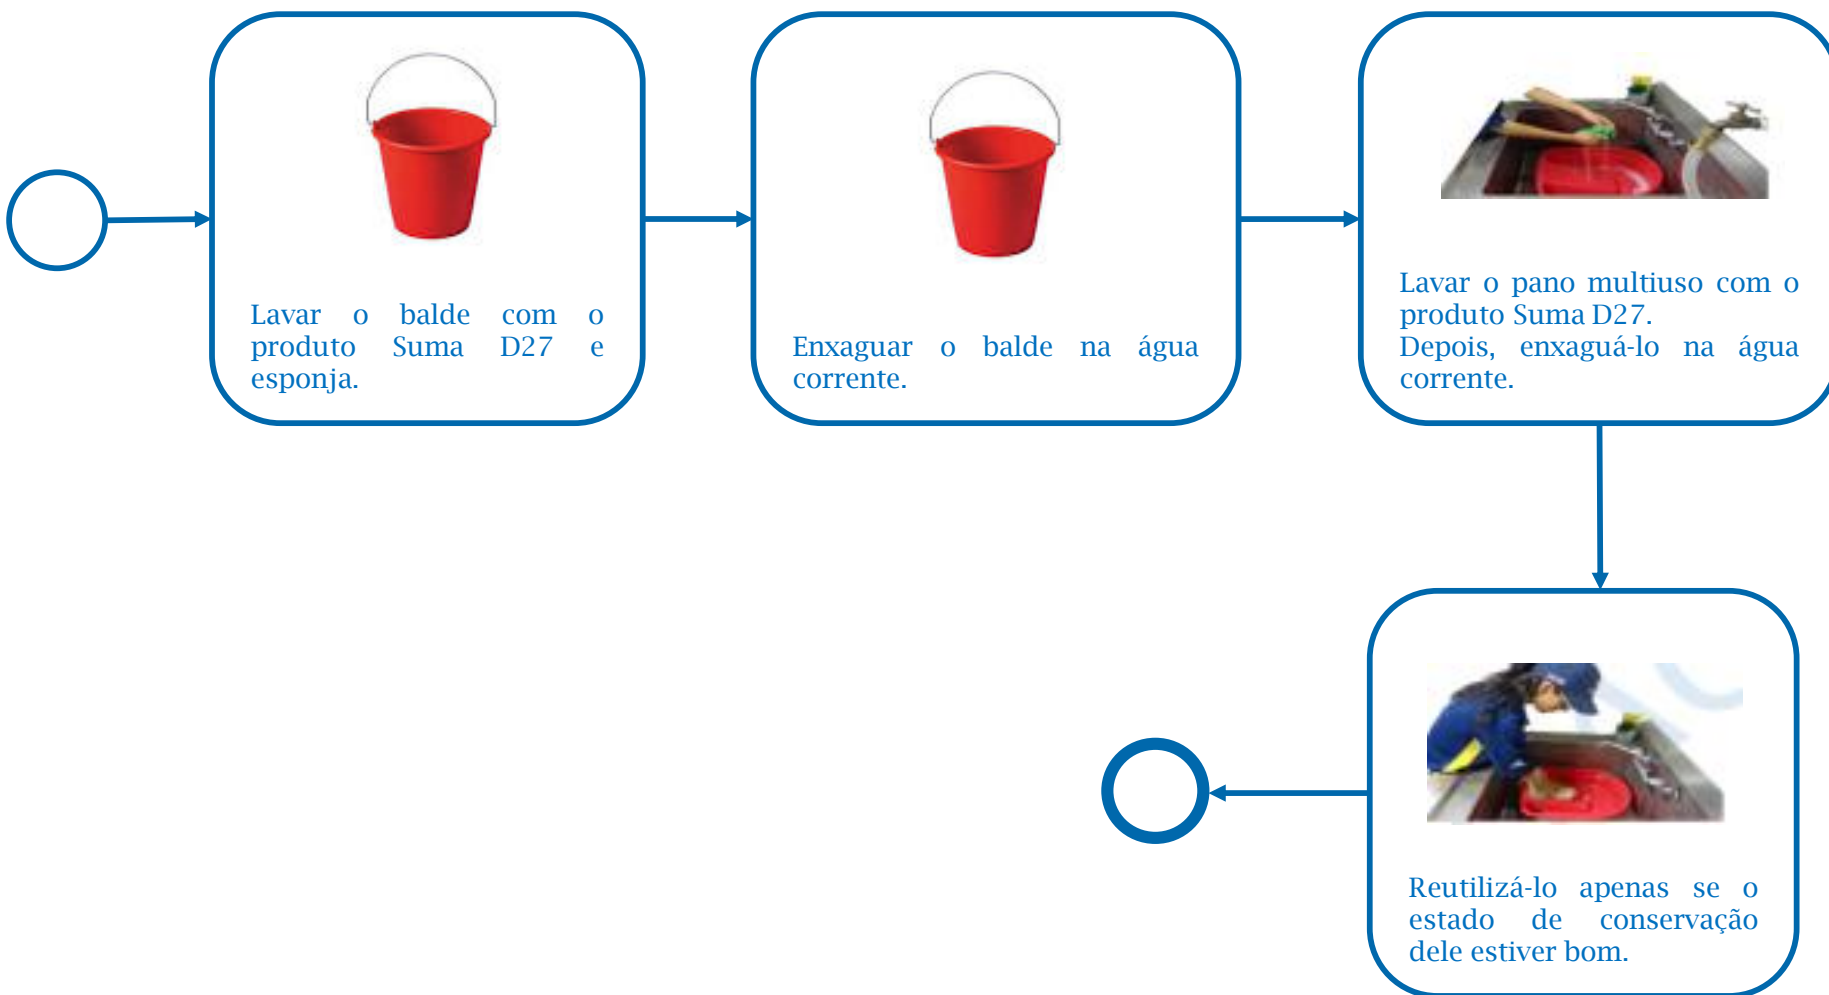 Lavar o balde com o
produto Suma D27 e
esponja.
Enxaguar o balde na água
corrente.
Lavar o pano multiuso com o
produto Suma D27.
Depois, enxaguá-lo na água
corrente.
Reutilizá-lo apenas se o
estado de conservação
dele estiver bom.